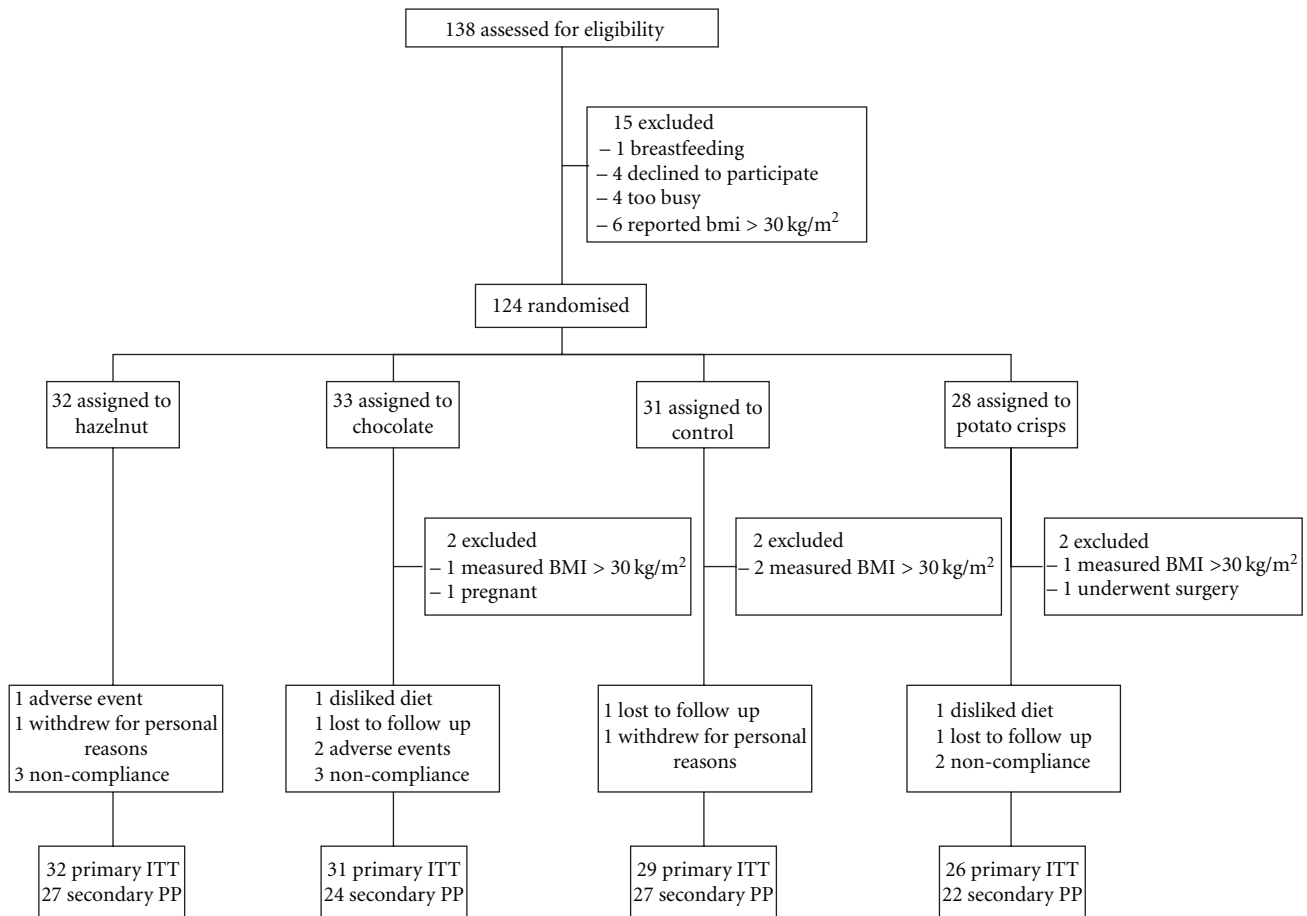 138 assessed for eligibility
15 excluded
– 1 breastfeeding
– 4 declined to participate
– 4 too busy
– 6 reported bmi > 30 kg/m²
124 randomised
32 assigned to
hazelnut
33 assigned to
chocolate
31 assigned to
control
28 assigned to
potato crisps
2 excluded
– 1 measured BMI > 30 kg/m²
– 1 pregnant
2 excluded
– 2 measured BMI > 30 kg/m²
2 excluded
– 1 measured BMI >30 kg/m²
– 1 underwent surgery
1 adverse event
1 withdrew for personal
reasons
3 non-compliance
1 disliked diet
1 lost to follow up
2 adverse events
3 non-compliance
1 lost to follow up
1 withdrew for personal
reasons
1 disliked diet
1 lost to follow up
2 non-compliance
32 primary ITT
27 secondary PP
31 primary ITT
24 secondary PP
29 primary ITT
27 secondary PP
26 primary ITT
22 secondary PP